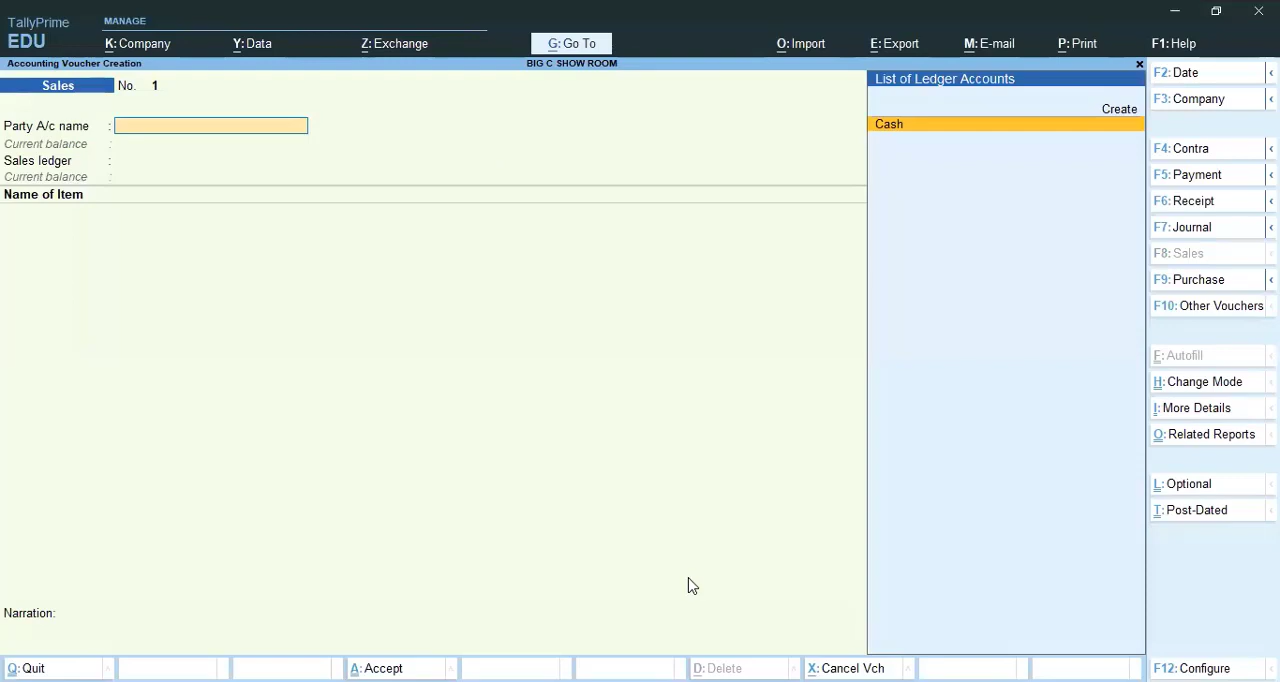 TallyPrime
EDU
MANAGE
K: Company
Y: Data
Z: Exchange
G: Go To
O: Import
E: Export
M: E-mail
P: Print
F1: Help
Accounting Voucher Creation
BIG C SHOW ROOM
Sales No. 1
Party A/c name :
Current balance :
Sales ledger :
Current balance :
Name of Item
Narration:
List of Ledger Accounts
Create
Cash
F2: Date
F3: Company
F4: Contra
F5: Payment
F6: Receipt
F7: Journal
F8: Sales
F9: Purchase
F10: Other Vouchers
F: Autofill
H: Change Mode
I: More Details
O: Related Reports
L: Optional
T: Post-Dated
Q: Quit
A: Accept
D: Delete
X: Cancel Vch
F12: Configure